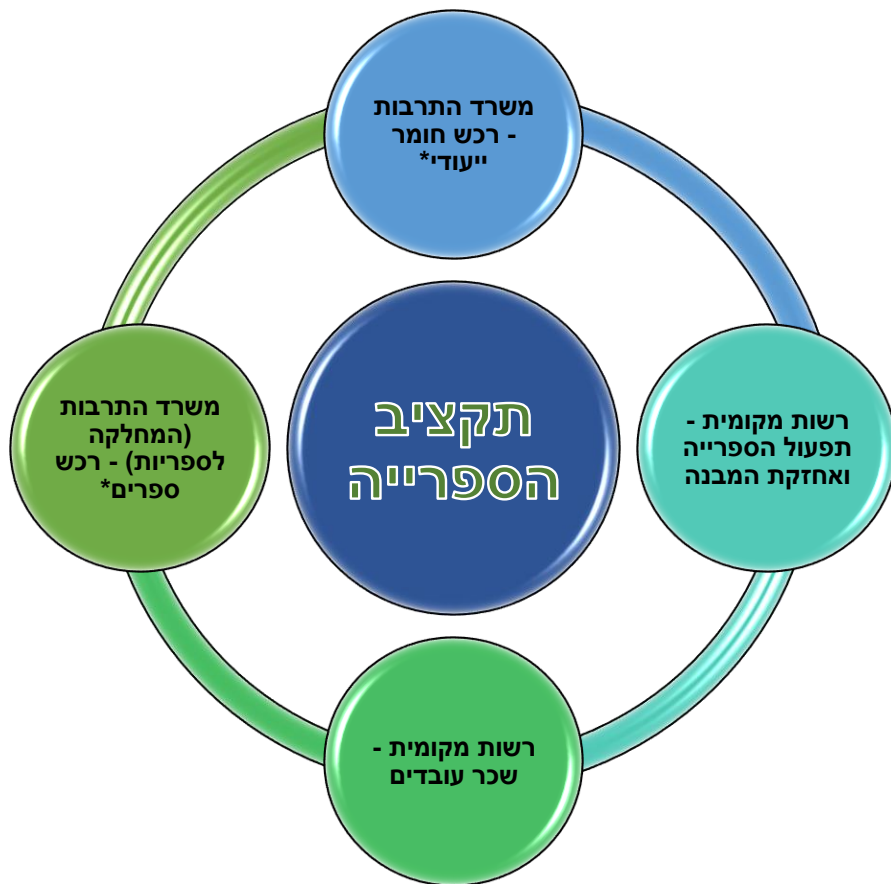 משרד התרבות
- רכש חומר
ייעודי*
משרד התרבות
(המחלקה
לספריות) - רכש
ספרים*
תקציב
הספרייה
רשות מקומית -
תפעול הספרייה
ואחזקת המבנה
רשות מקומית -
שכר עובדים